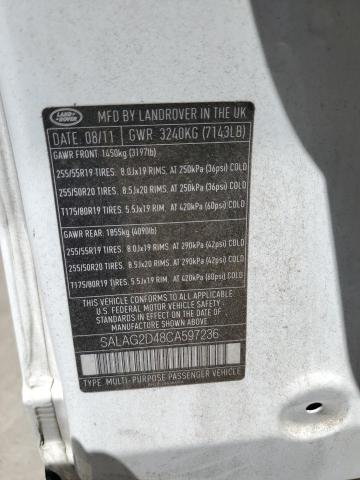 LAND ROVER
MFD BY LANDROVER IN THE UK
DATE: 08/11 GWR: 3240KG (7143LB)
GAWR FRONT: 1450kg (3197lb)
255/55R19 TIRES: 8.0Jx19 RIMS, AT 250kPa (36psi) COLD
255/50R20 TIRES: 8.5Jx20 RIMS, AT 250kPa (36psi) COLD
T175/80R19 TIRES: 5.5Jx19 RIM, AT 420kPa (60psi) COLD
GAWR REAR: 1855kg (4090lb)
255/55R19 TIRES: 8.0Jx19 RIMS, AT 290kPa (42psi) COLD
255/50R20 TIRES: 8.5Jx20 RIMS, AT 290kPa (42psi) COLD
T175/80R19 TIRES: 5.5Jx19 RIM, AT 420kPa (60psi) COLD
THIS VEHICLE CONFORMS TO ALL APPLICABLE
U.S. FEDERAL MOTOR VEHICLE SAFETY AND THEFT PREVENTION
STANDARDS IN EFFECT ON THE DATE OF
MANUFACTURE SHOWN ABOVE
SALAG2D48CA597236
TYPE: MULTI-PURPOSE PASSENGER VEHICLE